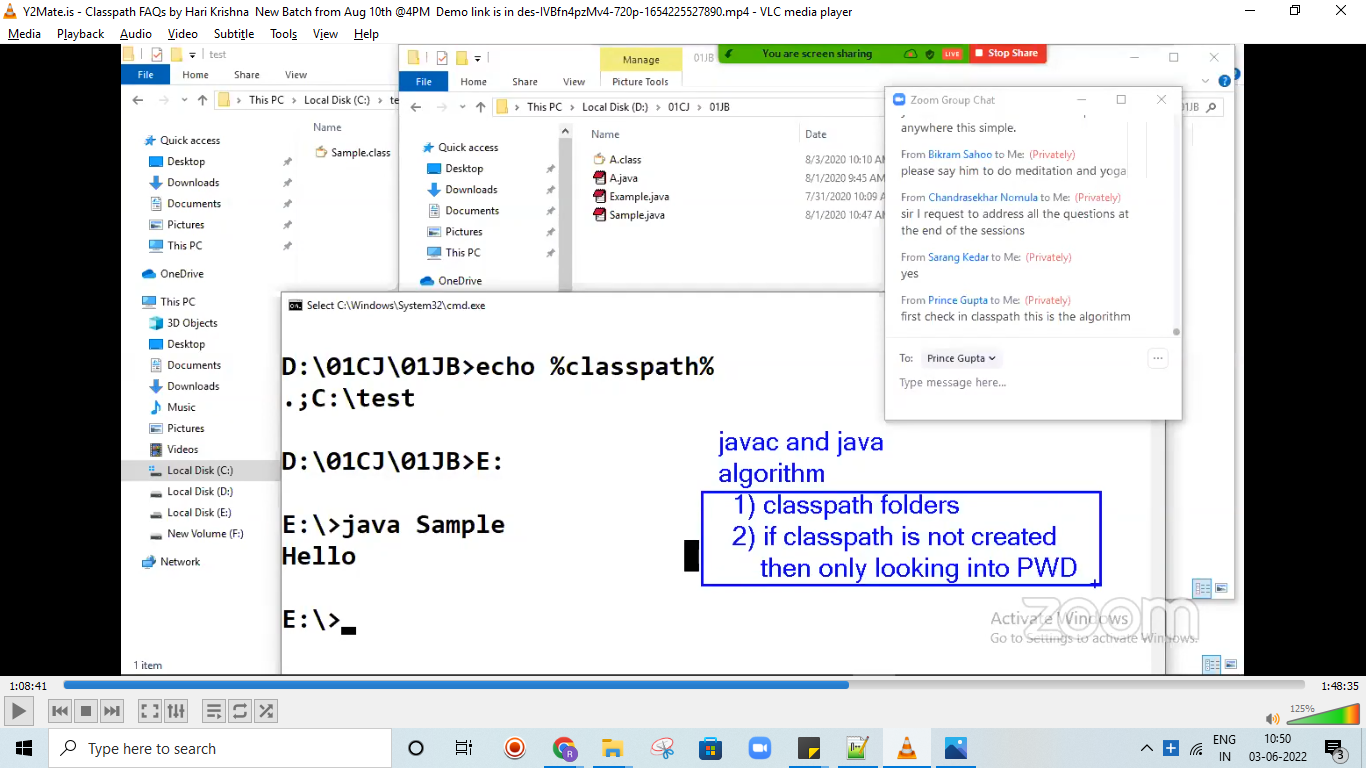 Y2Mate.is - Classpath FAQs by Hari Krishna New Batch from Aug 10th @4PM Demo link is in des-IVBfn4pzMv4-720p-1654225527890.mp4 - VLC media player
Media Playback Audio Video Subtitle Tools View Help
test
File Home Share View
This PC Local Disk (C:)
Name
Sample.class
Quick access
Desktop
Downloads
Documents
Pictures
This PC
OneDrive
This PC
3D Objects
Desktop
Documents
Downloads
Music
Pictures
Videos
Local Disk (C:)
Local Disk (D:)
Local Disk (E:)
New Volume (F:)
Network
1 item
Manage 01JB
File Home Share View Picture Tools
This PC Local Disk (D:) 01CJ 01JB
Quick access
Desktop
Downloads
Documents
Pictures
This PC
OneDrive
Name Date
A.class 8/3/2020 10:10 AM
A.java 8/1/2020 9:45 AM
Example.java 7/31/2020 10:09
Sample.java 8/1/2020 10:47 AM
You are screen sharing LIVE Stop Share
Zoom Group Chat
anywhere this simple.
From Bikram Sahoo to Me: (Privately)
please say him to do meditation and yoga
From Chandrasekhar Nomula to Me: (Privately)
sir I request to address all the questions at
the end of the sessions
From Sarang Kedar to Me: (Privately)
yes
From Prince Gupta to Me: (Privately)
first check in classpath this is the algorithm
To: Prince Gupta
Type message here...
Select C:\Windows\System32\cmd.exe
D:\01CJ\01JB>echo %classpath%
.;C:\test
D:\01CJ\01JB>E:
E:\>java Sample
Hello
E:\>
javac and java
algorithm
1) classpath folders
2) if classpath is not created
then only looking into PWD
zoom
Activate Windows
Go to Settings to activate Windows.
1:08:41 1:48:35
125%
Type here to search
ENG
IN
10:50
03-06-2022
3